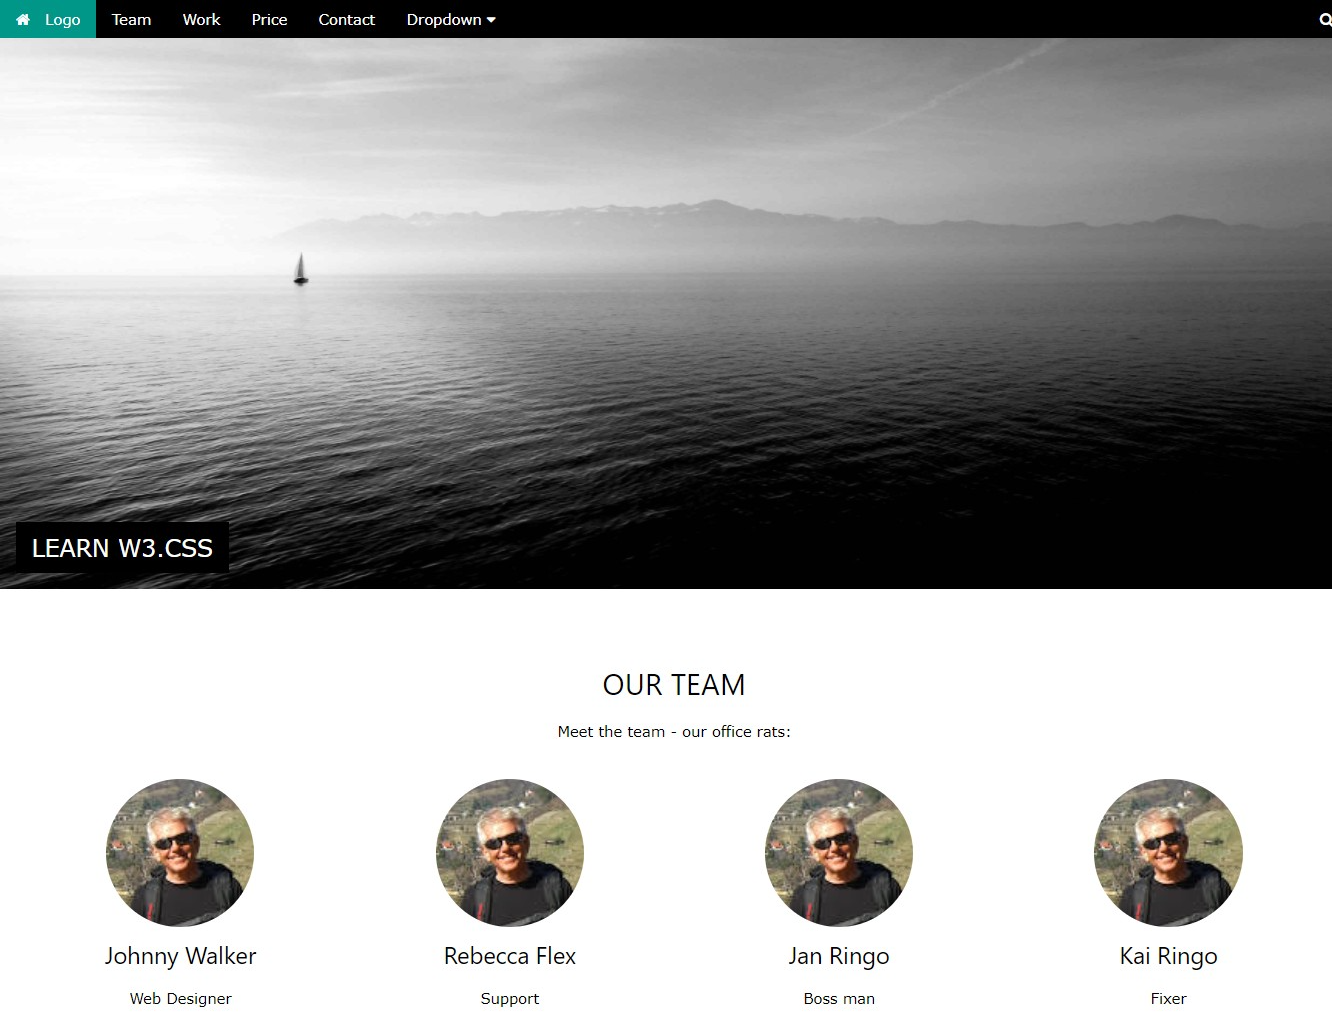 Logo Team Work Price Contact Dropdown
LEARN W3.CSS
OUR TEAM
Meet the team - our office rats:
Johnny Walker Rebecca Flex Jan Ringo Kai Ringo
Web Designer Support Boss man Fixer